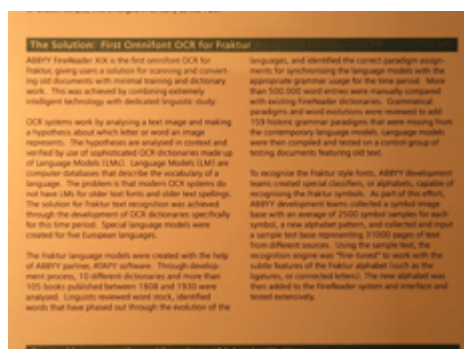 The Solution: First Omnifont OCR for Fraktur
ABBYY FineReader XIX is the first omnifont OCR for
Fraktur, giving users a solution for scanning and convert-
ing old documents with minimal training and dictionary
work. This was achieved by combining extremely
intelligent technology with dedicated linguistic study.
OCR systems work by analysing a text image and making
a hypothesis about which letter or word an image
represents. The hypotheses are analysed in context and
verified by use of sophisticated OCR dictionaries made up
of Language Models (LMs). Language Models (LM) are
computer databases that describe the vocabulary of a
language. The problem is that modern OCR systems do
not have LMs for older text fonts and older text spellings.
The solution for Fraktur text recognition was achieved
through the development of OCR dictionaries specifically
for this time period. Special language models were
created for five European languages.
The fraktur language models were created with the help
of ABBYY partner, ATAPY software. Through develop-
ment process, 10 different dictionaries and more than
105 books published between 1808 and 1930 were
analysed. Linguists reviewed word stock, identified
words that have phased out through the evolution of the
languages, and identified the correct paradigm assign-
ments for synchronising the language models with the
appropriate grammar usage for the time period. More
than 500.000 word entries were manually compared
with existing FineReader dictionaries. Grammatical
paradigms and word evolutions were reviewed to add
159 historic grammar paradigms that were missing from
the contemporary language models. Language models
were then compiled and tested on a control group of
testing documents featuring old text.
To recognise the Fraktur style fonts, ABBYY development
teams created special classifiers, or alphabets, capable of
recognising the Fraktur symbols. As part of this effort,
ABBYY development teams collected a symbol image
base with an average of 2500 symbol samples for each
symbol, a new alphabet pattern, and collected and input
a sample test base representing 31000 pages of text
from different sources. Using the sample text, the
recognition engine was "fine-tuned" to work with the
subtle features of the Fraktur alphabet (such as the
ligatures, or connected letters). The new alphabet was
then added to the FineReader system and interface and
tested extensively.